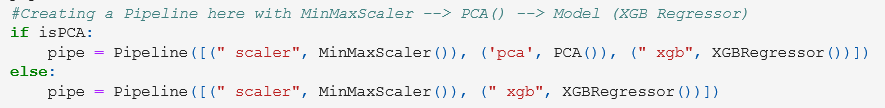 #Creating a Pipeline here with MinMaxScaler --> PCA() --> Model (XGB Regressor)
if isPCA:
    pipe = Pipeline([(" scaler", MinMaxScaler()), ('pca', PCA()), (" xgb", XGBRegressor())])
else:
    pipe = Pipeline([(" scaler", MinMaxScaler()), (" xgb", XGBRegressor())])